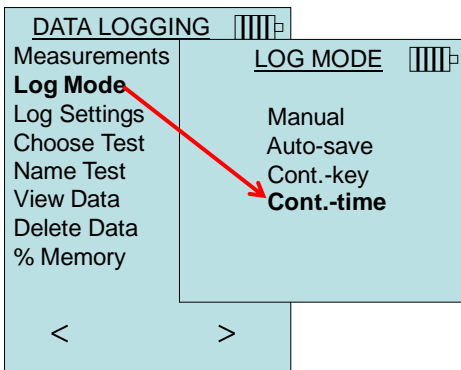 DATA LOGGING
Measurements
Log Mode
Log Settings
Choose Test
Name Test
View Data
Delete Data
% Memory
< >
LOG MODE
Manual
Auto-save
Cont.-key
Cont.-time